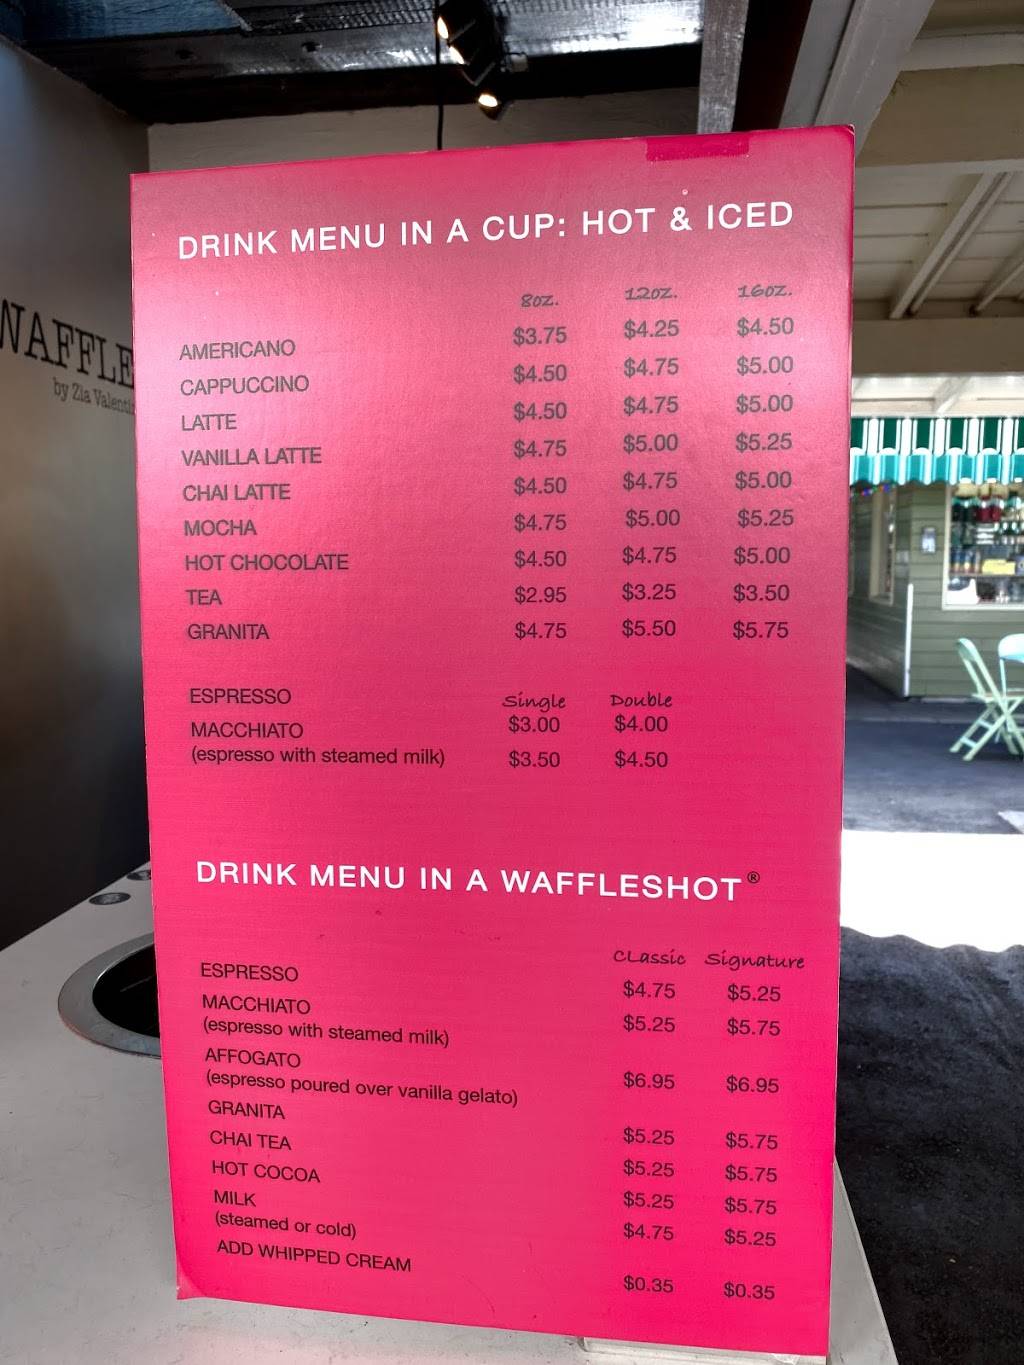 WAFFLE
by Zia Valenti
DRINK MENU IN A CUP: HOT & ICED
8oz. 12oz. 16oz.
AMERICANO $3.75 $4.25 $4.50
CAPPUCCINO $4.50 $4.75 $5.00
LATTE $4.50 $4.75 $5.00
VANILLA LATTE $4.75 $5.00 $5.25
CHAI LATTE $4.50 $4.75 $5.00
MOCHA $4.75 $5.00 $5.25
HOT CHOCOLATE $4.50 $4.75 $5.00
TEA $2.95 $3.25 $3.50
GRANITA $4.75 $5.50 $5.75
Single Double
ESPRESSO $3.00 $4.00
MACCHIATO
(espresso with steamed milk) $3.50 $4.50
DRINK MENU IN A WAFFLESHOT®
CLassic Signature
ESPRESSO $4.75 $5.25
MACCHIATO $5.25 $5.75
(espresso with steamed milk)
AFFOGATO
(espresso poured over vanilla gelato) $6.95 $6.95
GRANITA $5.25 $5.75
CHAI TEA $5.25 $5.75
HOT COCOA $5.25 $5.75
MILK $4.75 $5.25
(steamed or cold)
ADD WHIPPED CREAM $0.35 $0.35